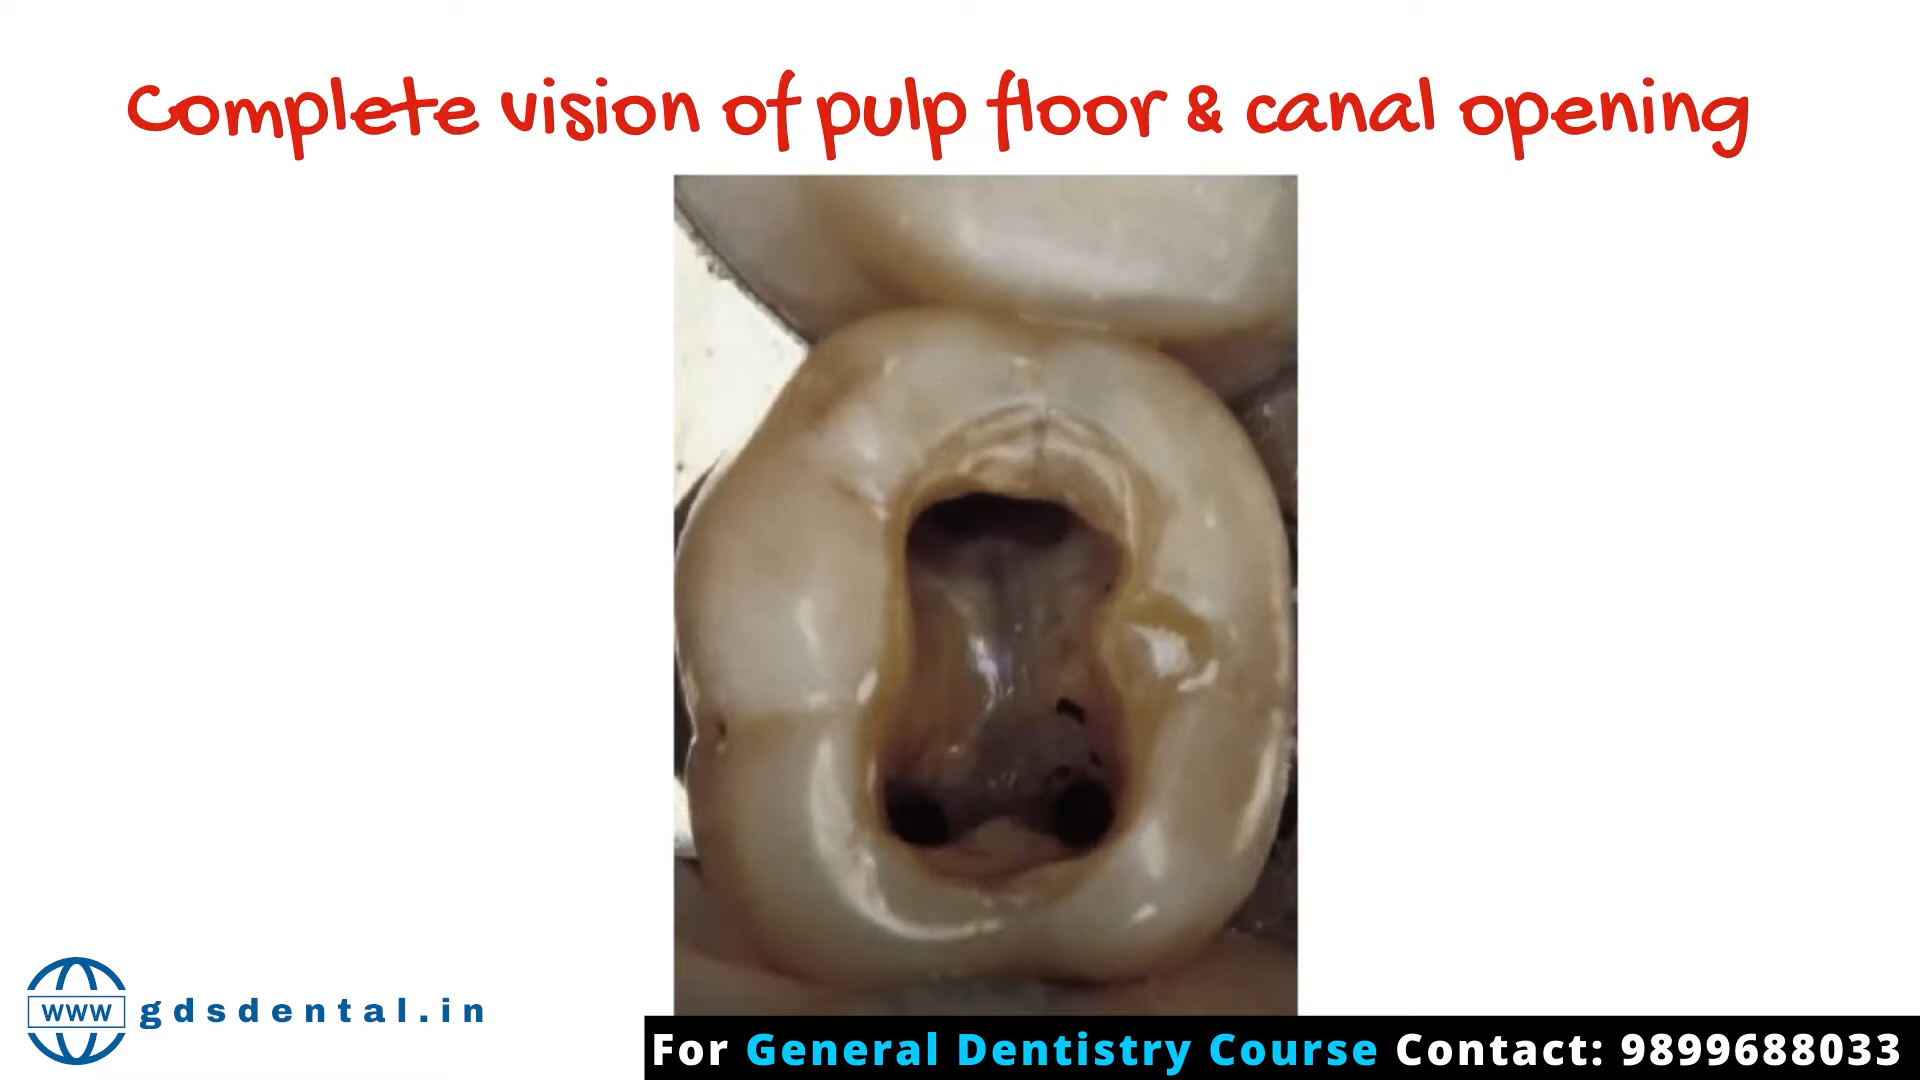 Complete vision of pulp floor & canal opening
www
gdsdental.in
For General Dentistry Course Contact: 9899688033